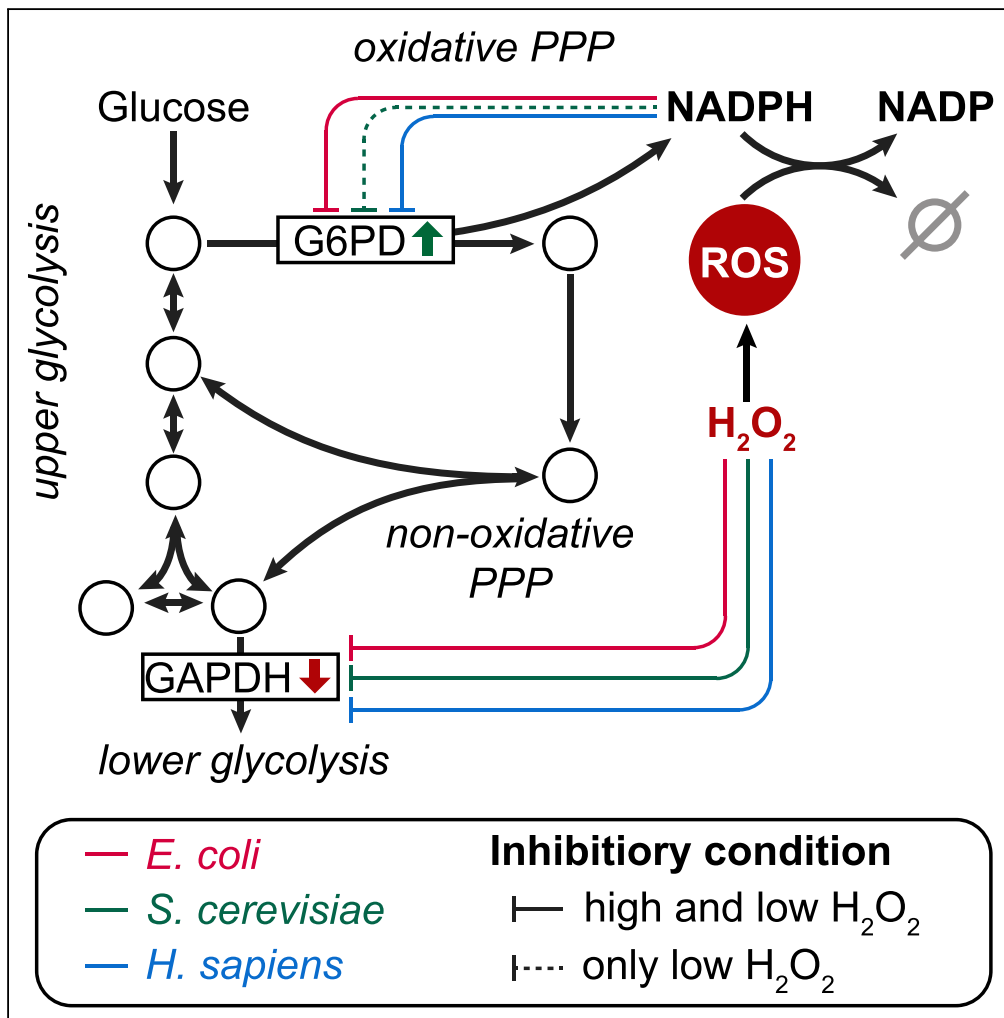 oxidative PPP
Glucose
NADPH
NADP
upper glycolysis
G6PD
ROS
H₂O₂
non-oxidative
PPP
GAPDH
lower glycolysis
E. coli
S. cerevisiae
H. sapiens
Inhibitiory condition
high and low H₂O₂
only low H₂O₂